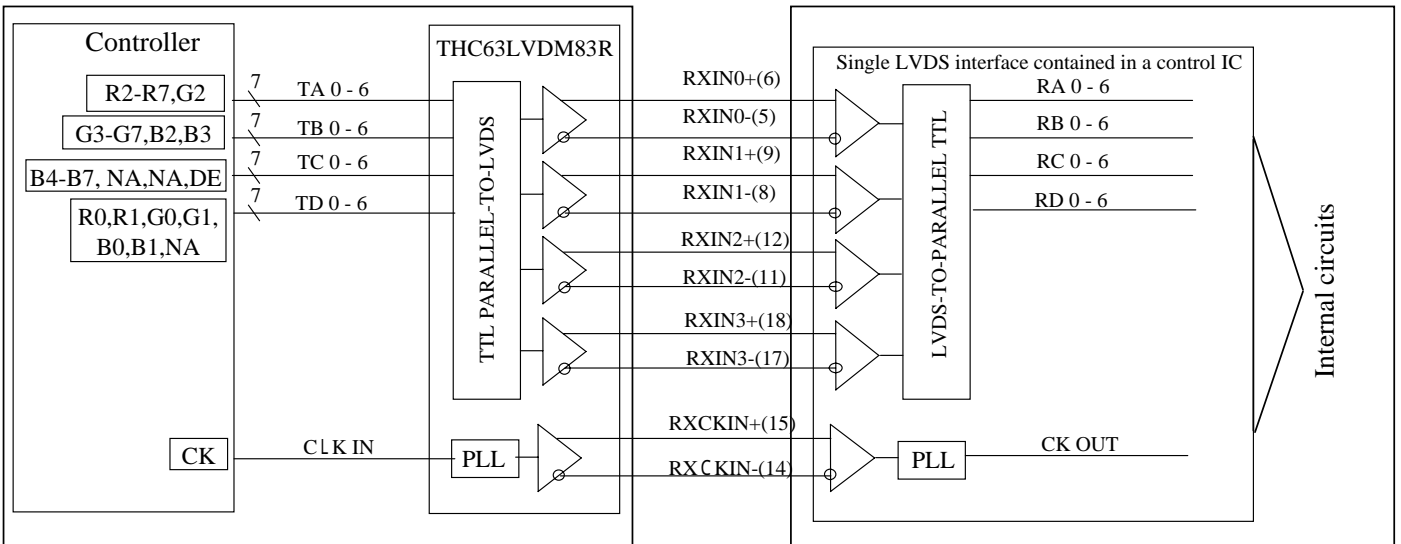 Controller
R2-R7,G2
G3-G7,B2,B3
B4-B7, NA,NA,DE
R0,R1,G0,G1,
B0,B1,NA
CK
7
TA 0 - 6
7
TB 0 - 6
7
TC 0 - 6
7
TD 0 - 6
CLK IN
THC63LVDM83R
TTL PARALLEL-TO-LVDS
PLL
RXIN0+(6)
RXIN0-(5)
RXIN1+(9)
RXIN1-(8)
RXIN2+(12)
RXIN2-(11)
RXIN3+(18)
RXIN3-(17)
RXCKIN+(15)
RXCKIN-(14)
Single LVDS interface contained in a control IC
LVDS-TO-PARALLEL TTL
PLL
RA 0 - 6
RB 0 - 6
RC 0 - 6
RD 0 - 6
CK OUT
Internal circuits